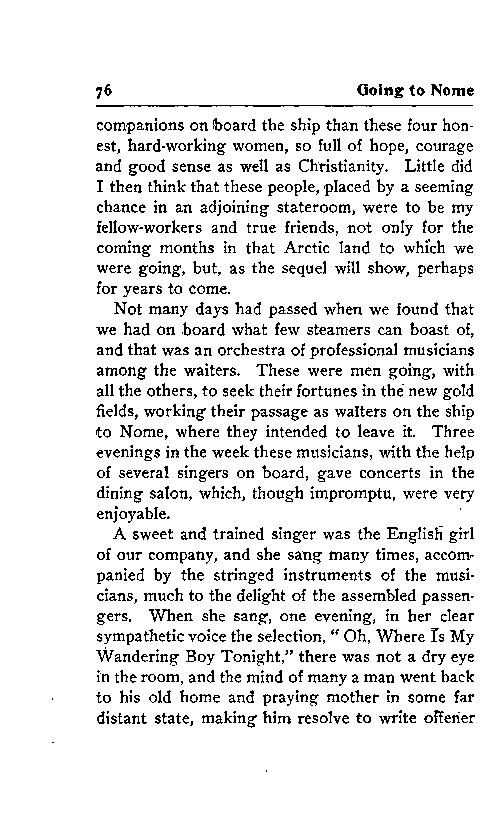 76 Going to Nome
companions on board the ship than these four hon-
est, hard-working women, so full of hope, courage
and good sense as well as Christianity. Little did
I then think that these people, placed by a seeming
chance in an adjoining stateroom, were to be my
fellow-workers and true friends, not only for the
coming months in that Arctic land to which we
were going, but, as the sequel will show, perhaps
for years to come.
Not many days had passed when we found that
we had on board what few steamers can boast of,
and that was an orchestra of professional musicians
among the waiters. These were men going, with
all the others, to seek their fortunes in the new gold
fields, working their passage as waiters on the ship
to Nome, where they intended to leave it. Three
evenings in the week these musicians, with the help
of several singers on board, gave concerts in the
dining salon, which, though impromptu, were very
enjoyable.
A sweet and trained singer was the English girl
of our company, and she sang many times, accom-
panied by the stringed instruments of the musi-
cians, much to the delight of the assembled passen-
gers. When she sang, one evening, in her clear
sympathetic voice the selection, “ Oh, Where Is My
Wandering Boy Tonight,” there was not a dry eye
in the room, and the mind of many a man went back
to his old home and praying mother in some far
distant state, making him resolve to write oftener